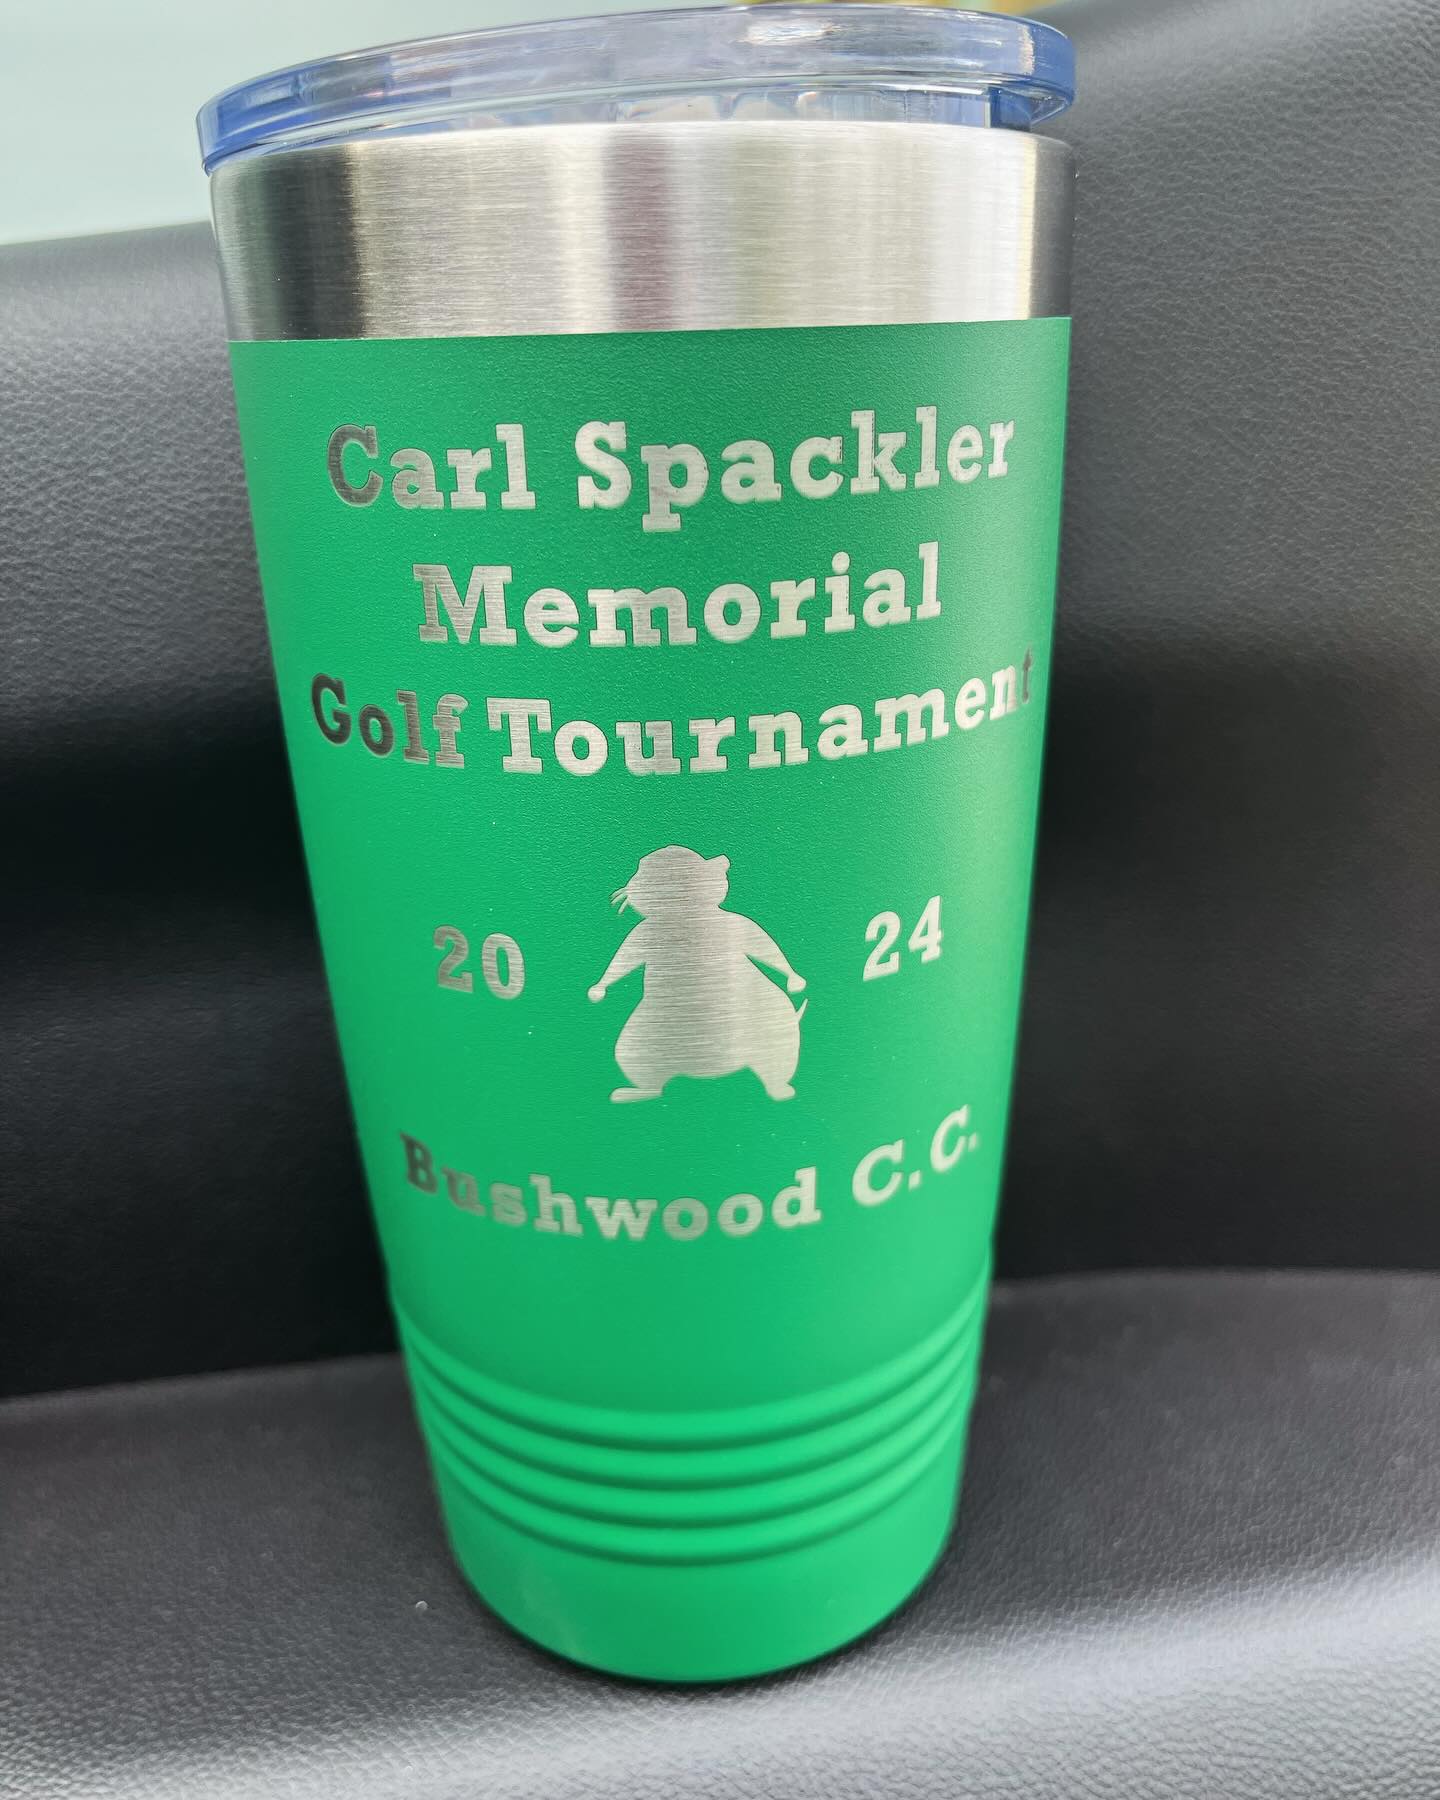 Carl Spackler
Memorial
Golf Tournament
20 24
Bushwood C.C.